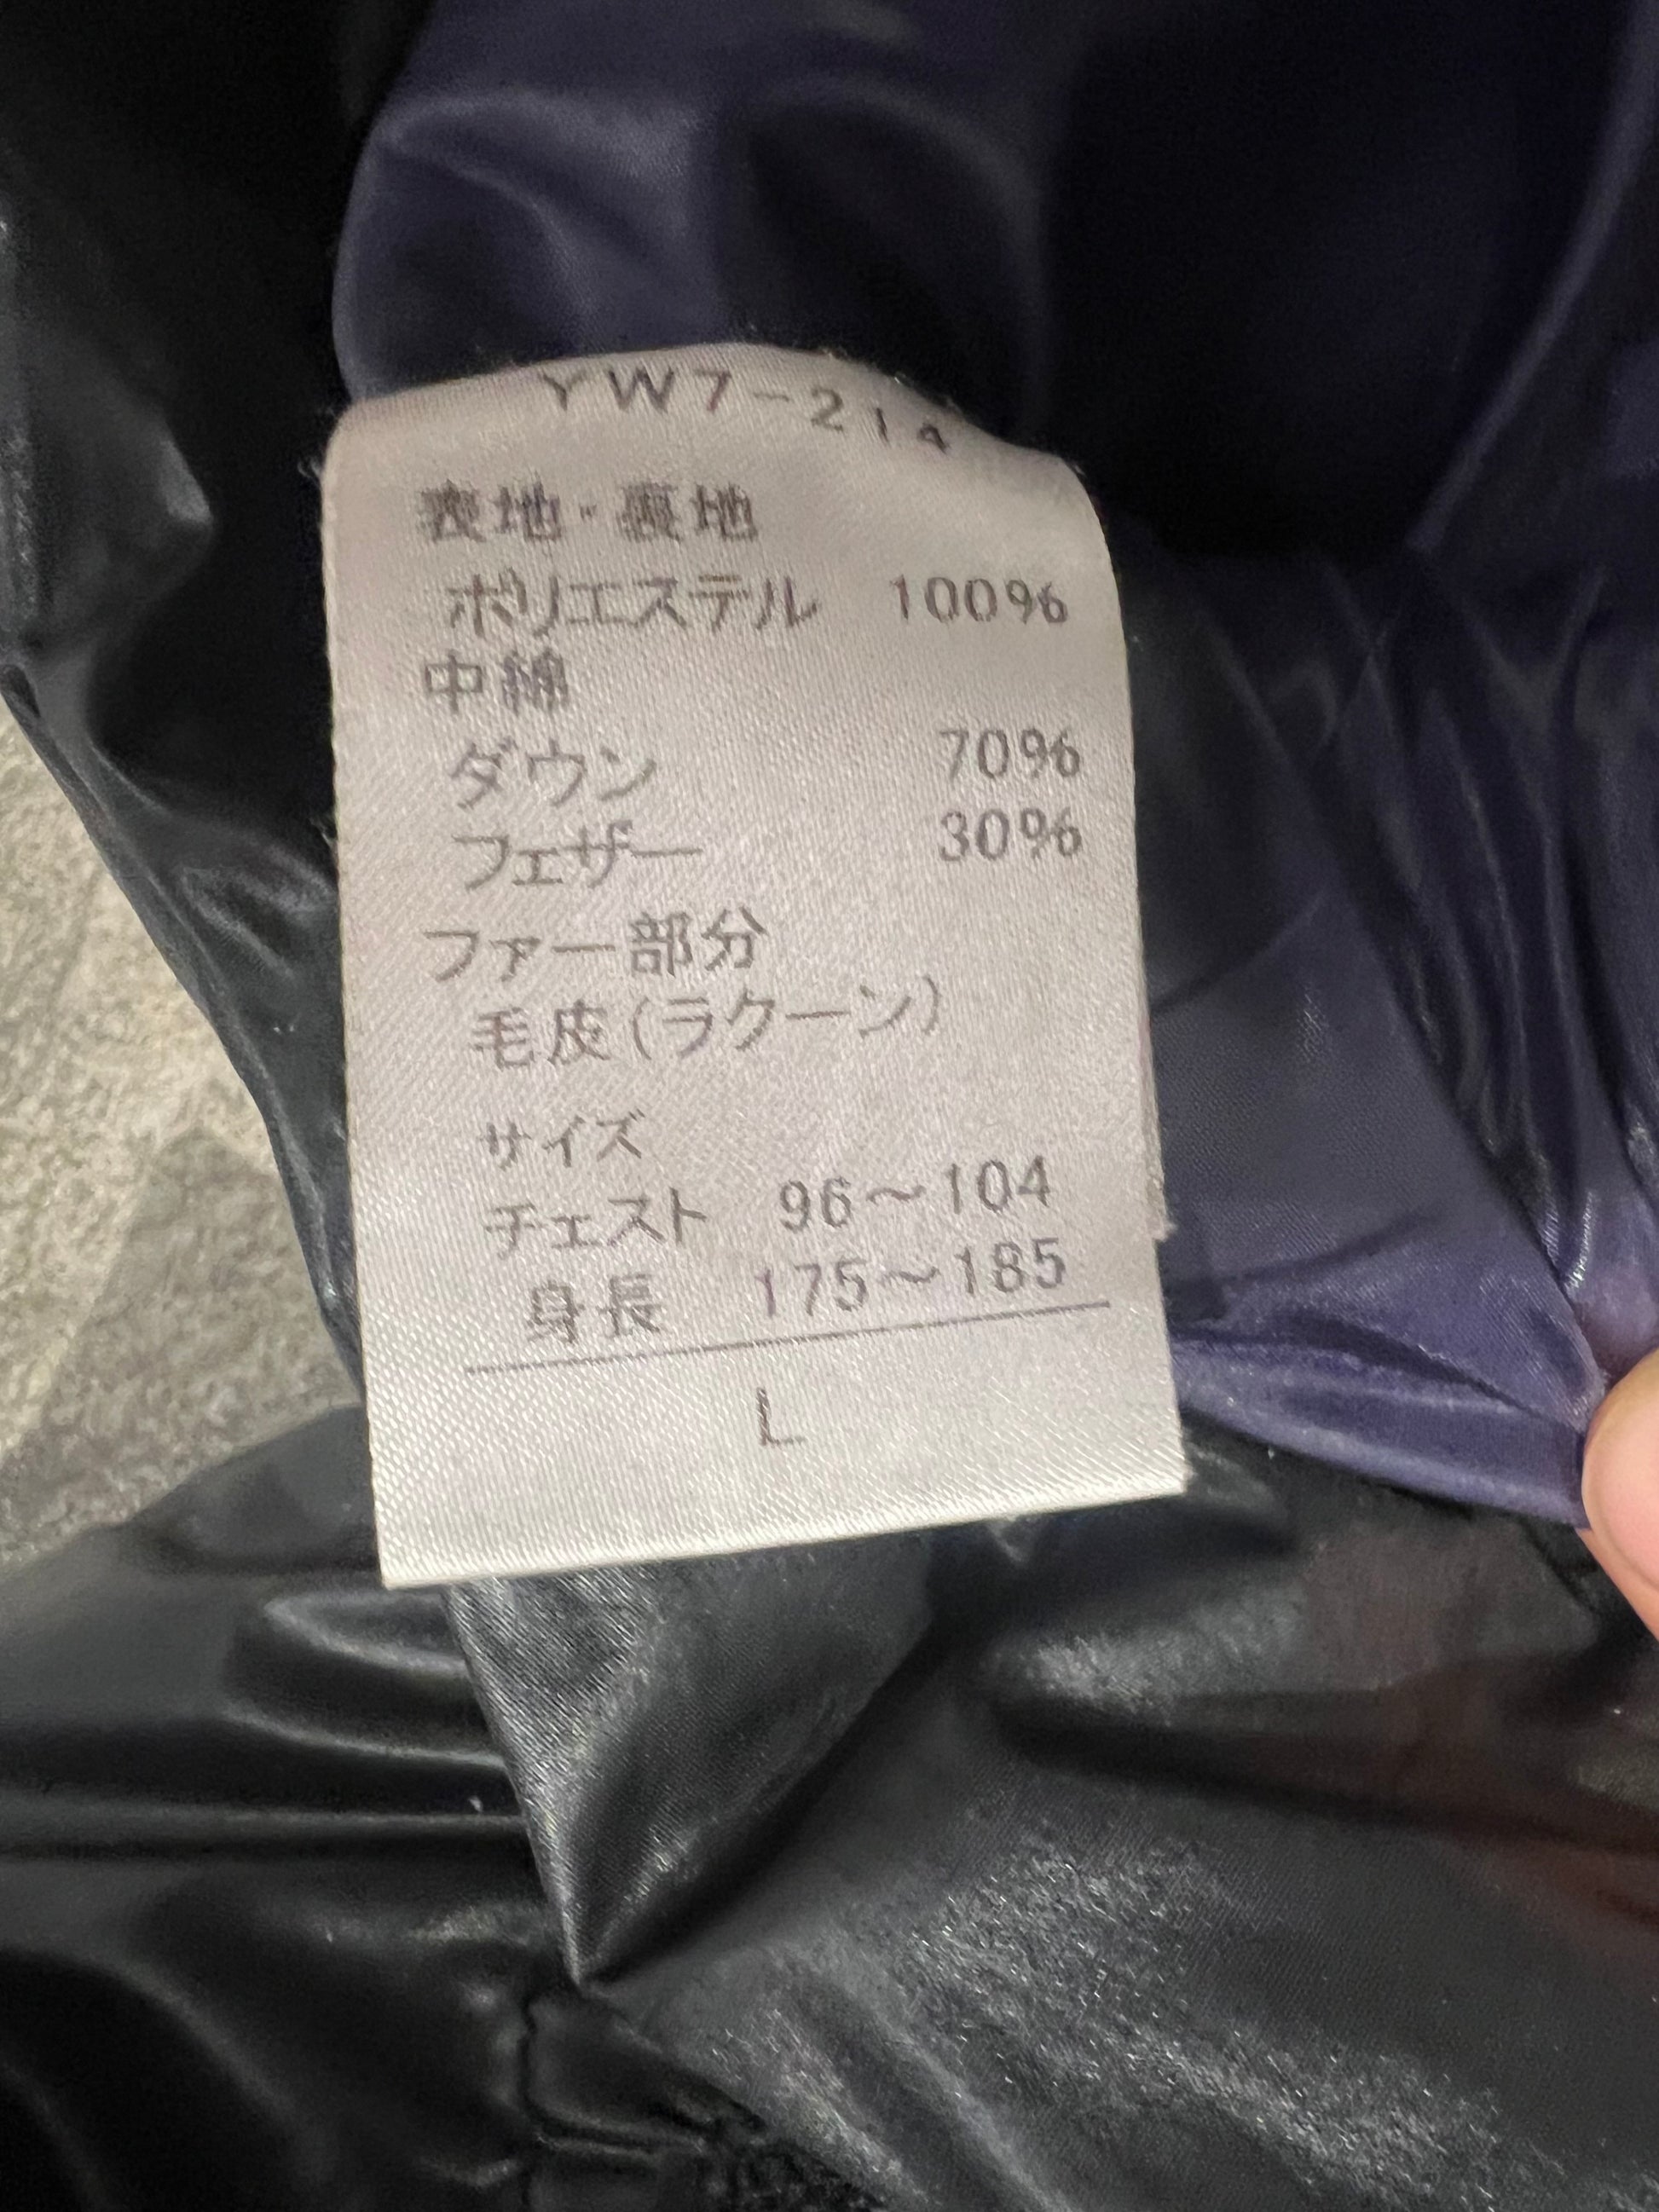 YW7-214
表地・裏地
ポリエステル 100%
中綿
ダウン 70%
フェザー 30%
ファー部分
毛皮(ラクーン)
サイズ
チェスト 96～104
身長 175～185
L